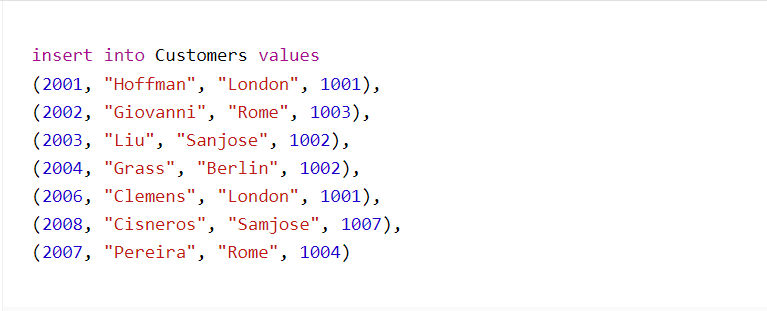 insert into Customers values
(2001, "Hoffman", "London", 1001),
(2002, "Giovanni", "Rome", 1003),
(2003, "Liu", "Sanjose", 1002),
(2004, "Grass", "Berlin", 1002),
(2006, "Clemens", "London", 1001),
(2008, "Cisneros", "Samjose", 1007),
(2007, "Pereira", "Rome", 1004)